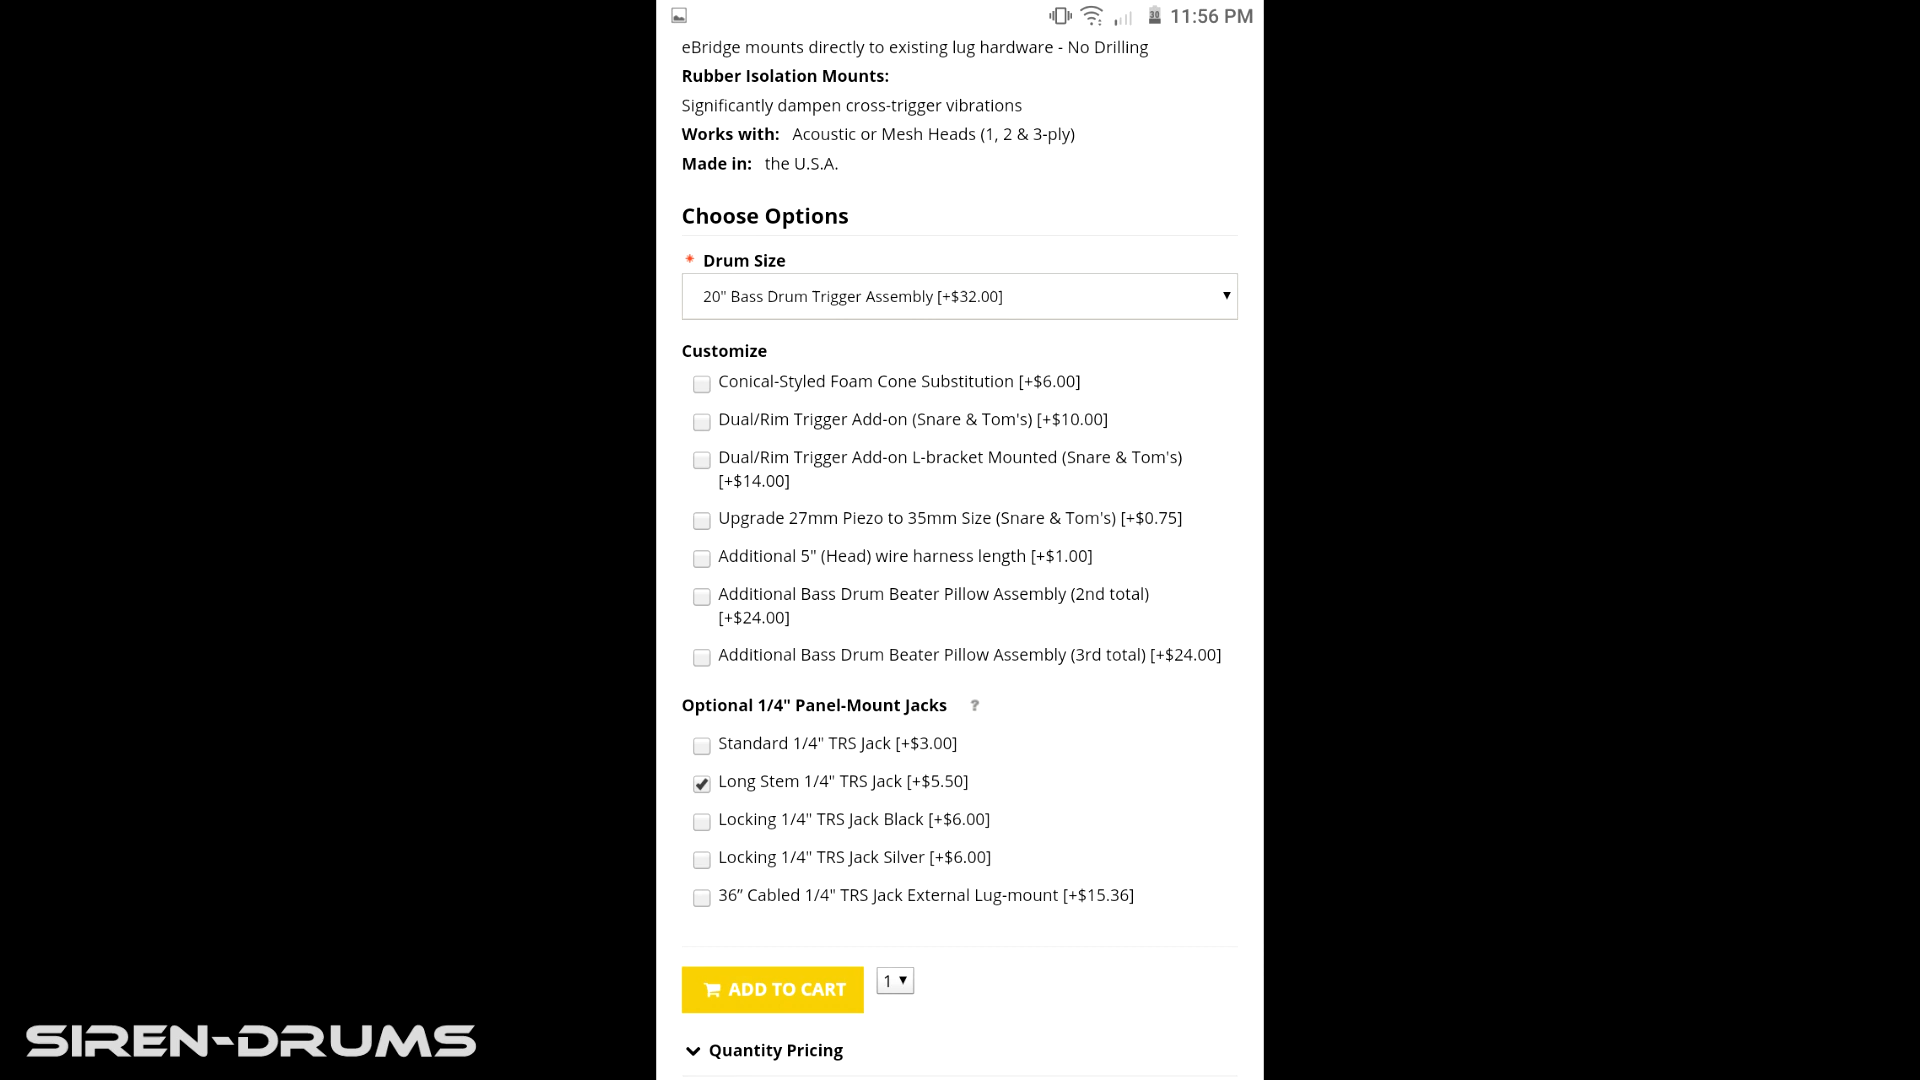 30 11:56 PM
eBridge mounts directly to existing lug hardware - No Drilling
Rubber Isolation Mounts:
Significantly dampen cross-trigger vibrations
Works with: Acoustic or Mesh Heads (1, 2 & 3-ply)
Made in: the U.S.A.
Choose Options
* Drum Size
20" Bass Drum Trigger Assembly [+$32.00]
Customize
Conical-Styled Foam Cone Substitution [+$6.00]
Dual/Rim Trigger Add-on (Snare & Tom's) [+$10.00]
Dual/Rim Trigger Add-on L-bracket Mounted (Snare & Tom's)
[+$14.00]
Upgrade 27mm Piezo to 35mm Size (Snare & Tom's) [+$0.75]
Additional 5" (Head) wire harness length [+$1.00]
Additional Bass Drum Beater Pillow Assembly (2nd total)
[+$24.00]
Additional Bass Drum Beater Pillow Assembly (3rd total) [+$24.00]
Optional 1/4" Panel-Mount Jacks ?
Standard 1/4" TRS Jack [+$3.00]
Long Stem 1/4" TRS Jack [+$5.50]
Locking 1/4" TRS Jack Black [+$6.00]
Locking 1/4" TRS Jack Silver [+$6.00]
36” Cabled 1/4" TRS Jack External Lug-mount [+$15.36]
ADD TO CART 1
Quantity Pricing
SIREN-DRUMS